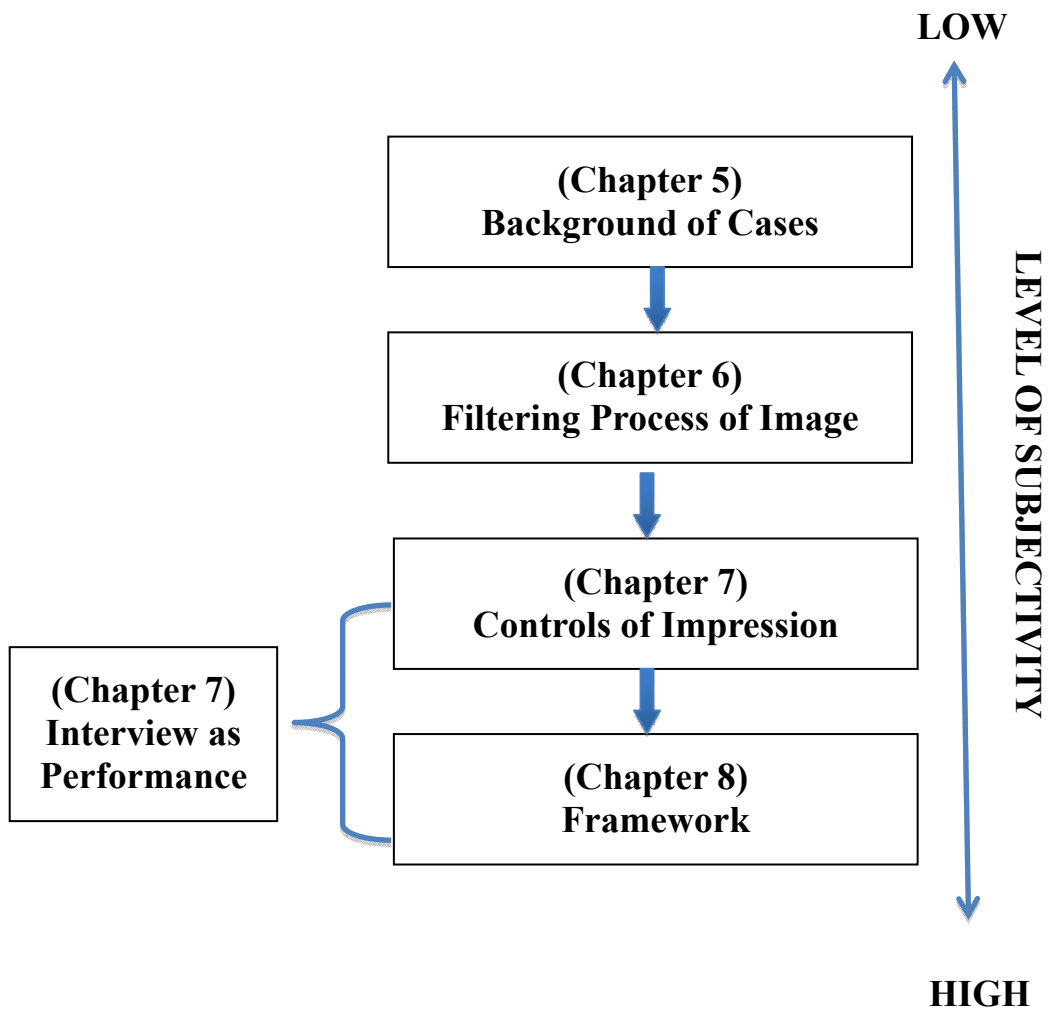 LOW
(Chapter 5)
Background of Cases
(Chapter 6)
Filtering Process of Image
(Chapter 7)
Controls of Impression
(Chapter 7)
Interview as
Performance
(Chapter 8)
Framework
LEVEL OF SUBJECTIVITY
HIGH